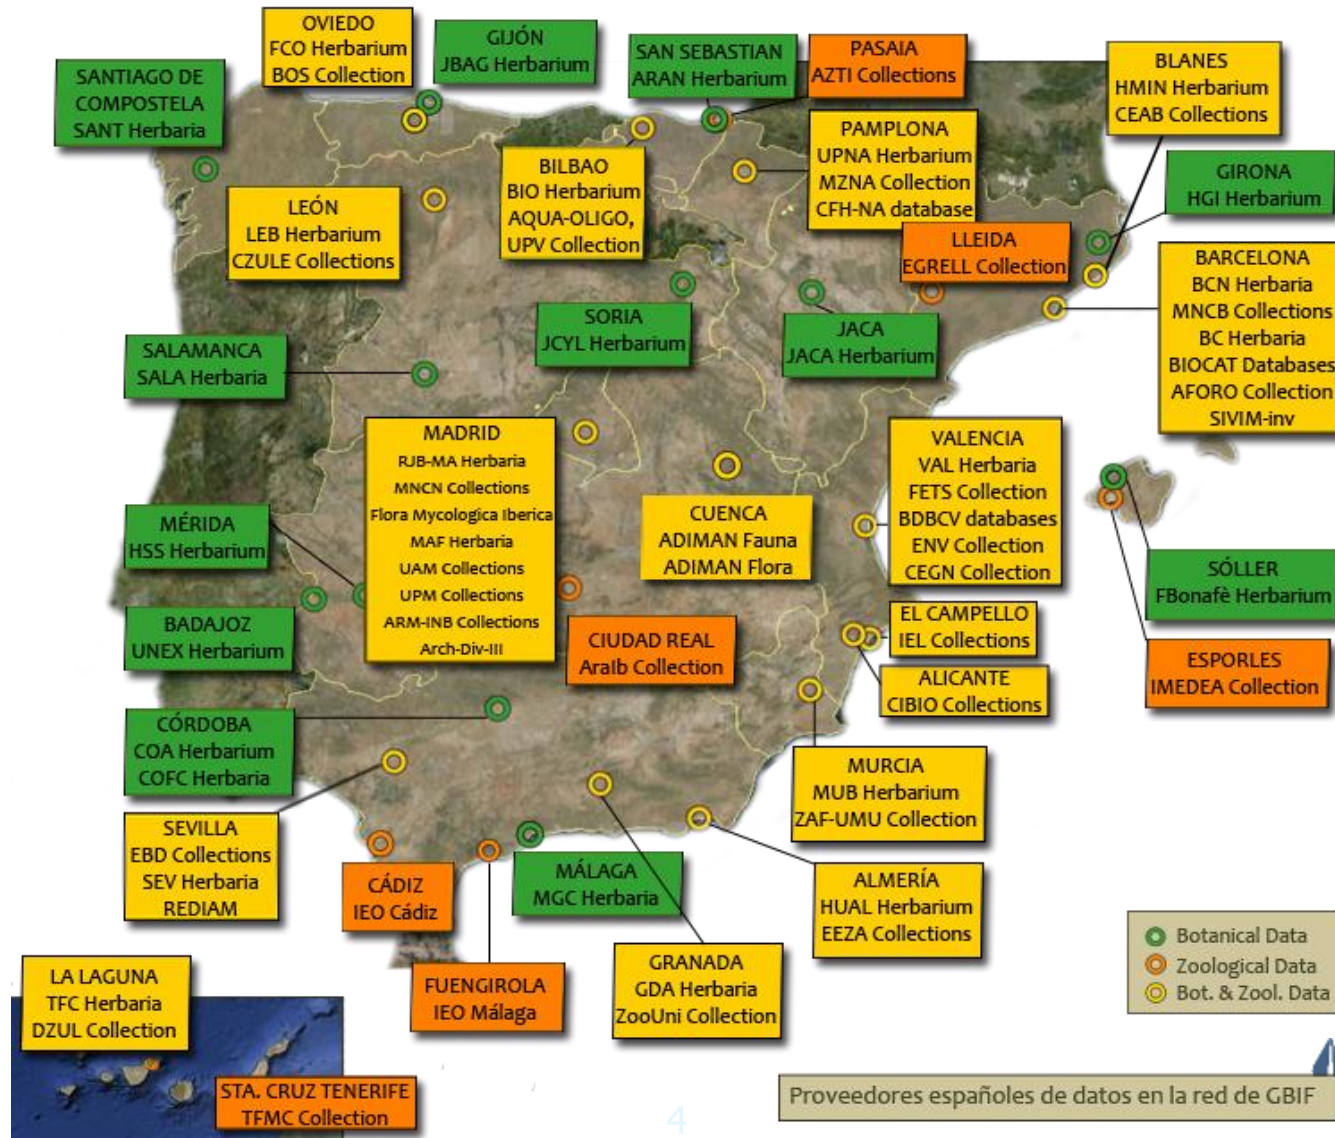 OVIEDO
FCO Herbarium
BOS Collection
GIJÓN
JBAG Herbarium
SAN SEBASTIAN
ARAN Herbarium
PASAIA
AZTI Collections
BLANES
HMIN Herbarium
CEAB Collections
SANTIAGO DE
COMPOSTELA
SANT Herbaria
PAMPLONA
UPNA Herbarium
MZNA Collection
CFH-NA database
BILBAO
BIO Herbarium
AQUA-OLIGO,
UPV Collection
GIRONA
HGI Herbarium
LEÓN
LEB Herbarium
CZULE Collections
LLEIDA
EGRELL Collection
BARCELONA
BCN Herbaria
MNCB Collections
BC Herbaria
BIOCAT Databases
AFORO Collection
SIVIM-inv
SORIA
JCYL Herbarium
JACA
JACA Herbarium
SALAMANCA
SALA Herbaria
MADRID
RJB-MA Herbaria
MNCN Collections
Flora Mycologica Iberica
MAF Herbaria
UAM Collections
UPM Collections
ARM-INB Collections
Arch-Div-III
VALENCIA
VAL Herbaria
FETS Collection
BDBCV databases
ENV Collection
CEGN Collection
CUENCA
ADIMAN Fauna
ADIMAN Flora
MÉRIDA
HSS Herbarium
SÓLLER
FBonafè Herbarium
BADAJOZ
UNEX Herbarium
CIUDAD REAL
AraIb Collection
EL CAMPELLO
IEL Collections
ESPORLES
IMEDEA Collection
ALICANTE
CIBIO Collections
CÓRDOBA
COA Herbarium
COFC Herbaria
MURCIA
MUB Herbarium
ZAF-UMU Collection
SEVILLA
EBD Collections
SEV Herbaria
REDIAM
CÁDIZ
IEO Cádiz
MÁLAGA
MGC Herbaria
ALMERÍA
HUAL Herbarium
EEZA Collections
FUENGIROLA
IEO Málaga
GRANADA
GDA Herbaria
ZooUni Collection
LA LAGUNA
TFC Herbaria
DZUL Collection
STA. CRUZ TENERIFE
TFMC Collection
Botanical Data
Zoological Data
Bot. & Zool. Data
Proveedores españoles de datos en la red de GBIF
4